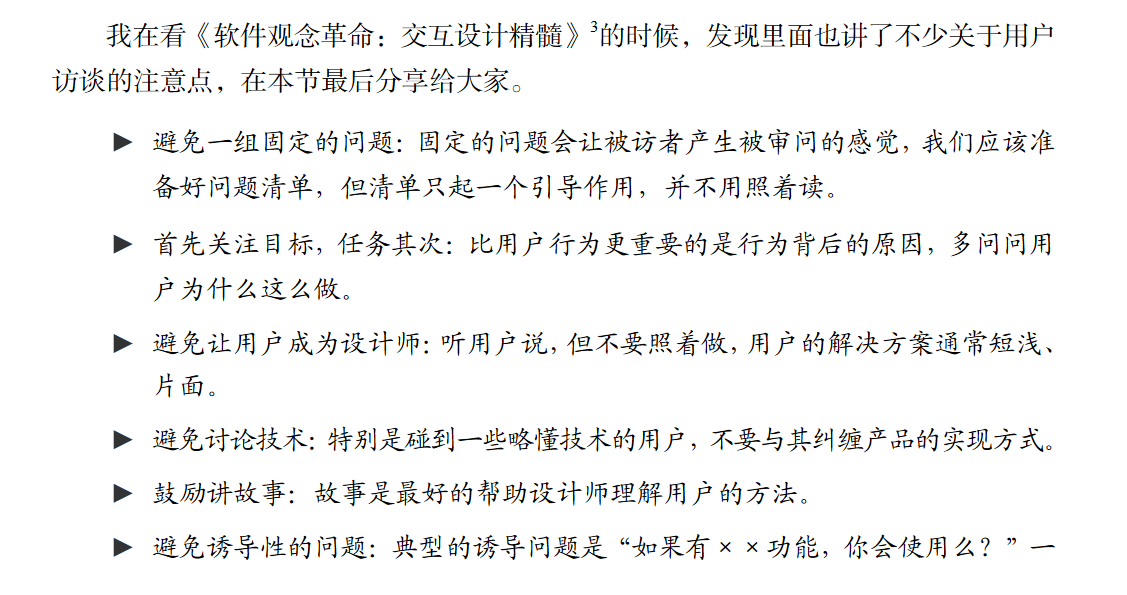 我在看《软件观念革命：交互设计精髓》3的时候，发现里面也讲了不少关于用户
访谈的注意点，在本节最后分享给大家。
▶ 避免一组固定的问题：固定的问题会让被访者产生被审问的感觉，我们应该准
备好问题清单，但清单只起一个引导作用，并不用照着读。
▶ 首先关注目标，任务其次：比用户行为更重要的是行为背后的原因，多问问用
户为什么这么做。
▶ 避免让用户成为设计师：听用户说，但不要照着做，用户的解决方案通常短浅、
片面。
▶ 避免讨论技术：特别是碰到一些略懂技术的用户，不要与其纠缠产品的实现方式。
▶ 鼓励讲故事：故事是最好的帮助设计师理解用户的方法。
▶ 避免诱导性的问题：典型的诱导问题是“如果有××功能，你会使用么？”一